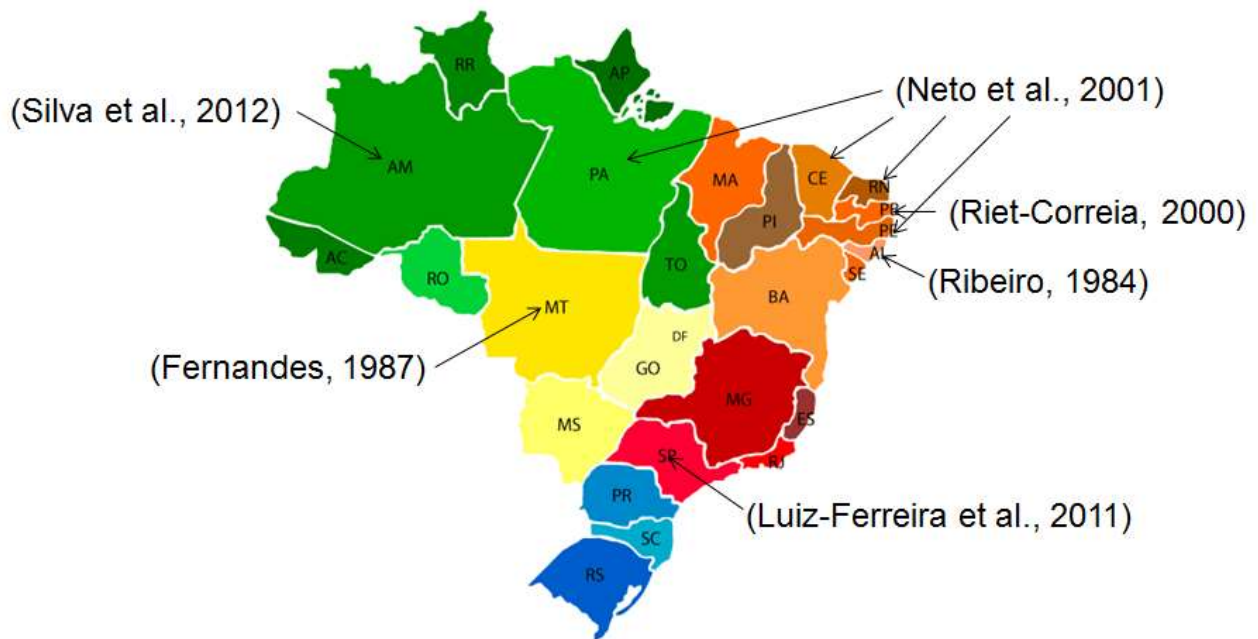 RR
AP
(Neto et al., 2001)
(Silva et al., 2012)
AM
PA
MA
CE
RN
PB
(Riet-Correia, 2000)
PI
PE
AC
RO
TO
AL
SE
(Ribeiro, 1984)
BA
MT
DF
(Fernandes, 1987)
GO
MG
MS
ES
SP
RJ
PR
(Luiz-Ferreira et al., 2011)
SC
RS